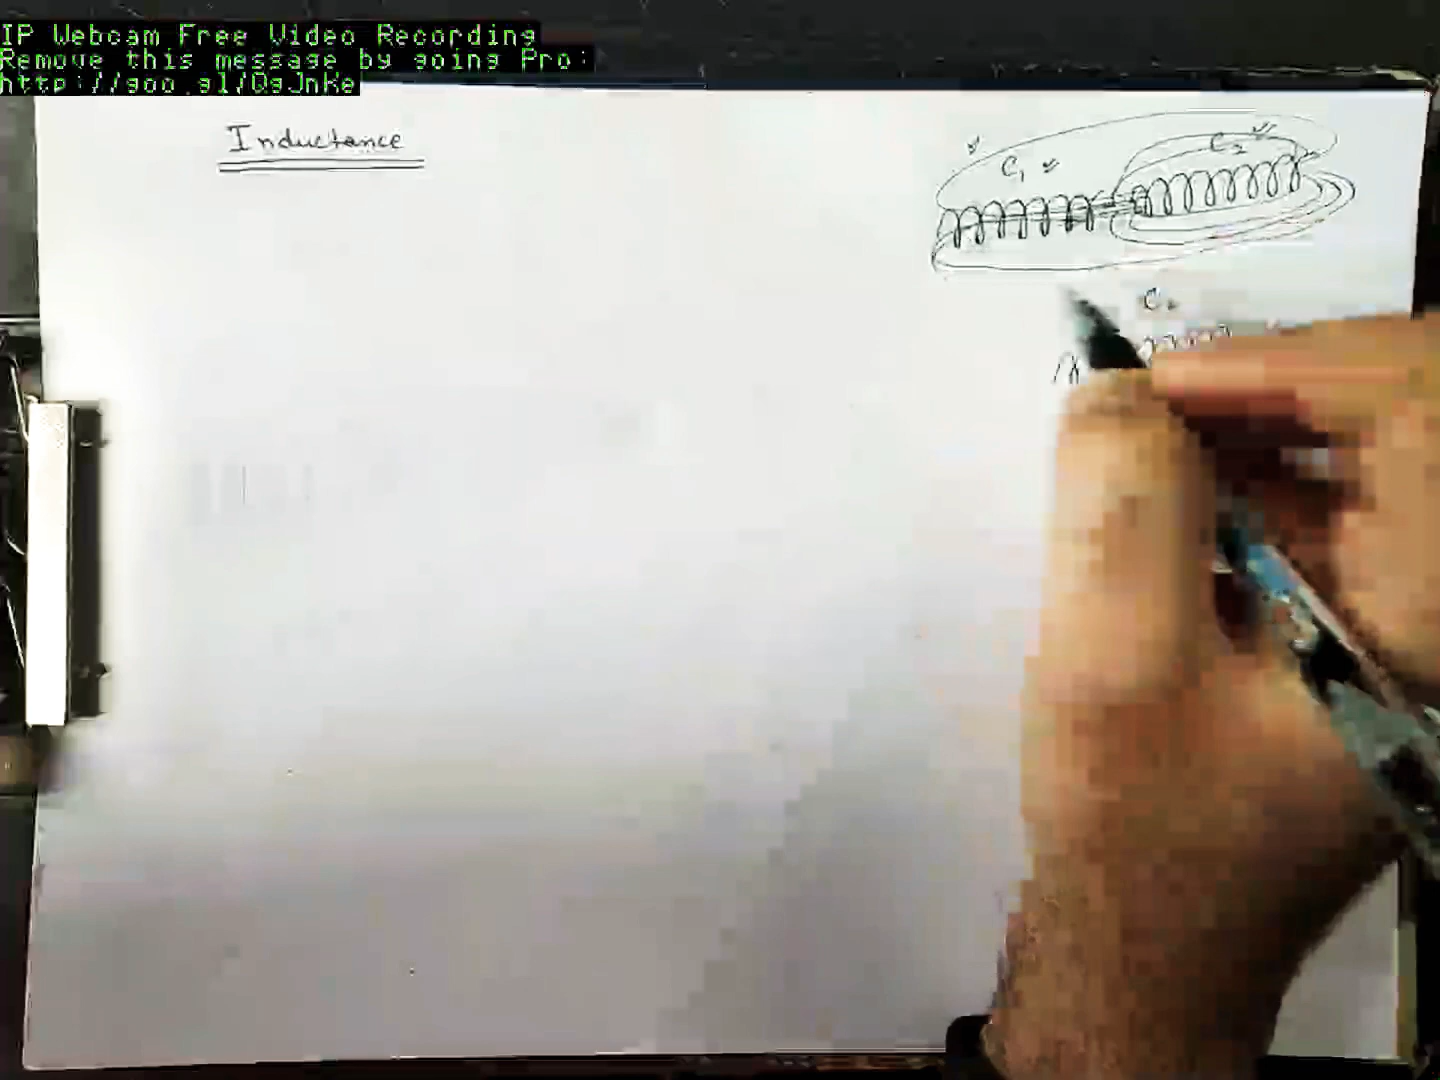 IP Webcam Free Video Recording
Remove this message by going Pro:
http://goo.gl/QgJnKe
Inductance
C₁
C₂